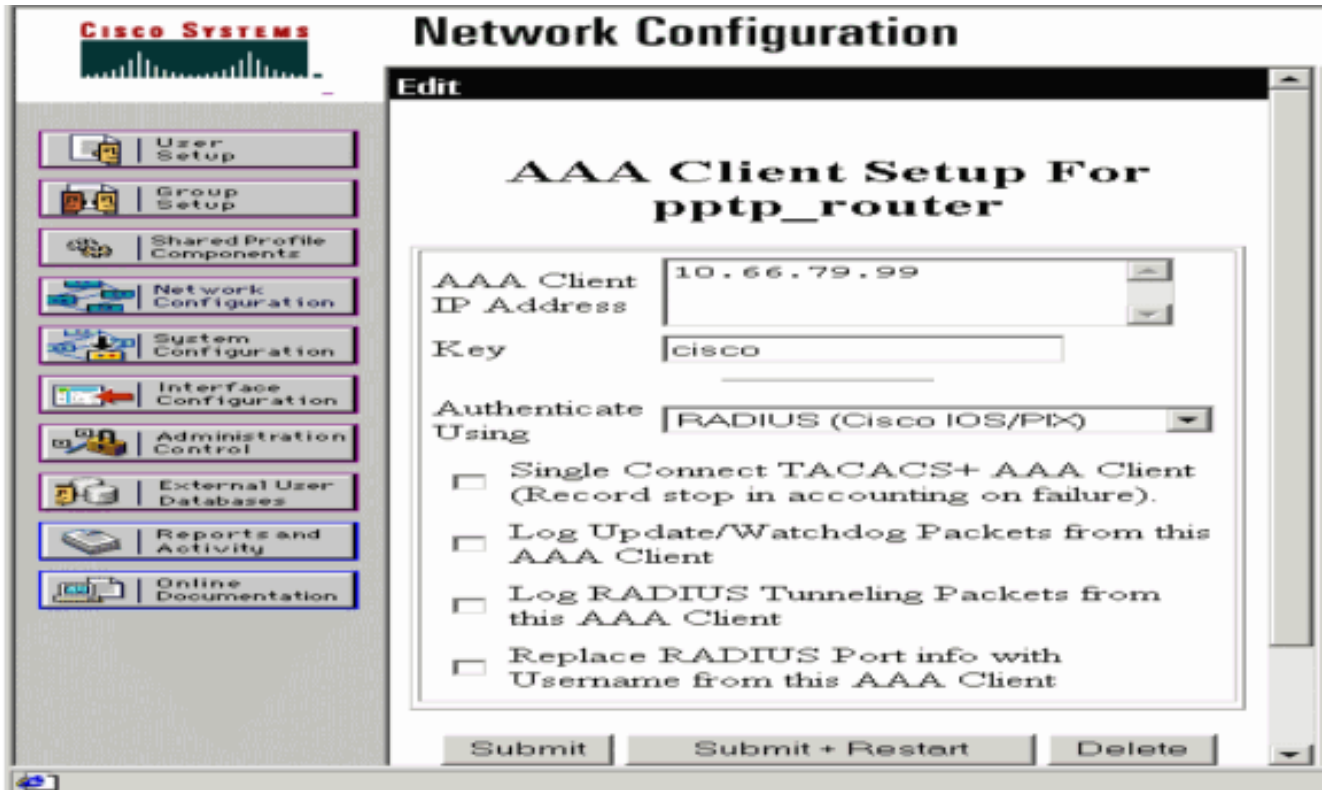 CISCO SYSTEMS
Network Configuration
Edit
User
Setup
Group
Setup
Shared Profile
Components
Network
Configuration
System
Configuration
Interface
Configuration
Administration
Control
External User
Databases
Reports and
Activity
Online
Documentation
AAA Client Setup For
pptp_router
AAA Client
IP Address
10.66.79.99
Key
cisco
Authenticate
Using
RADIUS (Cisco IOS/PIX)
Single Connect TACACS+ AAA Client
(Record stop in accounting on failure).
Log Update/Watchdog Packets from this
AAA Client
Log RADIUS Tunneling Packets from
this AAA Client
Replace RADIUS Port info with
Username from this AAA Client
Submit
Submit + Restart
Delete